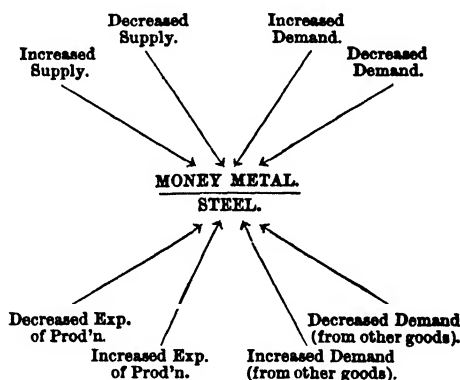 Decreased
Supply.
Increased
Demand.
Increased
Supply.
Decreased
Demand.
MONEY METAL.
STEEL.
Decreased Exp.
of Prod'n.
Decreased Demand
(from other goods).
Increased Exp.
of Prod'n.
Increased Demand
(from other goods).